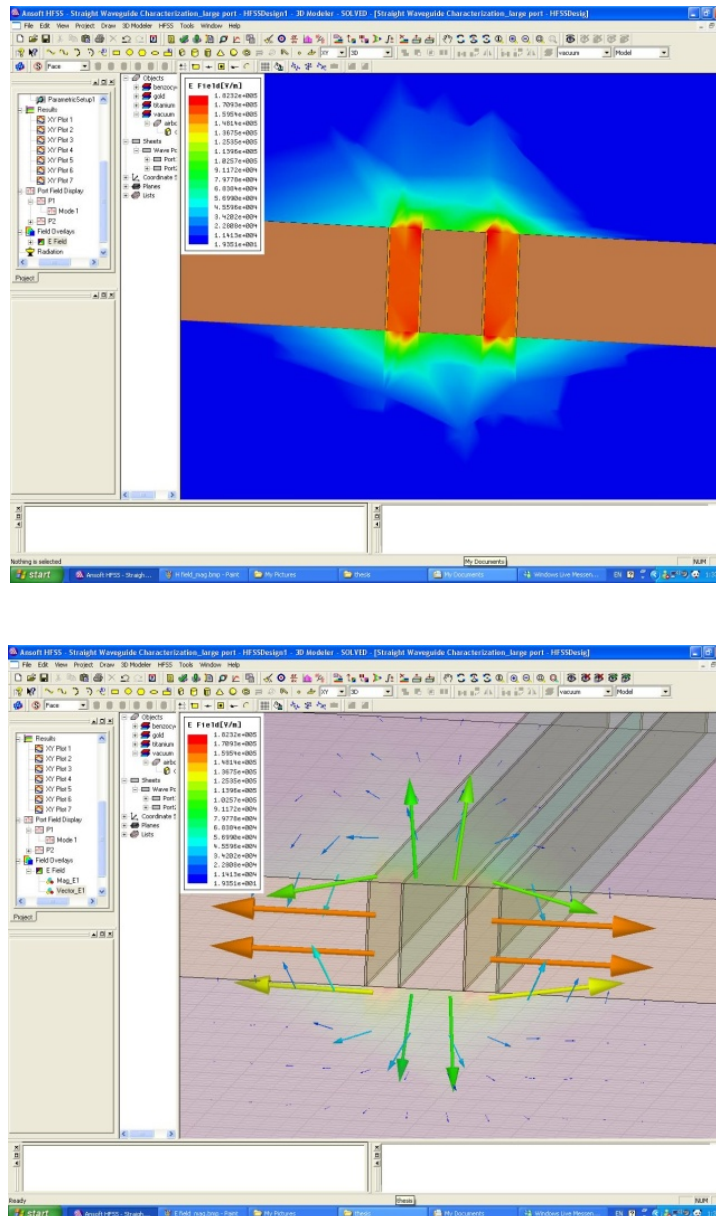 Ansoft HFSS - Straight Waveguide Characterization_large port - HFSSDesign1 - 3D Modeler - SOLVED - [Straight Waveguide Characterization_large port - HFSSDesig]
File Edit View Project Draw 3D Modeler HFSS Tools Window Help
XY 3D vacuum Model
Face
ParametricSetup1
Results
XY Plot 1
XY Plot 2
XY Plot 3
XY Plot 4
XY Plot 5
XY Plot 6
XY Plot 7
Port Field Display
P1
Mode 1
P2
Field Overlays
E Field
Radiation
Project
Objects
benzocy
gold
titanium
vacuum
airbo
Sheets
Wave Po
Port1
Port2
Coordinate S
Planes
Lists
E Field[V/m]
1.8232e+005
1.7093e+005
1.5954e+005
1.4814e+005
1.3675e+005
1.2535e+005
1.1396e+005
1.0257e+005
9.1172e+004
7.9778e+004
6.8384e+004
5.6990e+004
4.5596e+004
3.4202e+004
2.2808e+004
1.1413e+004
1.9351e+001
Nothing is selected
My Documents
NUM
start
Ansoft HFSS - Straigh...
H field_mag.bmp - Paint
My Pictures
thesis
My Documents
Windows Live Messen...
EN
Ansoft HFSS - Straight Waveguide Characterization_large port - HFSSDesign1 - 3D Modeler - SOLVED - [Straight Waveguide Characterization_large port - HFSSDesig]
File Edit View Project Draw 3D Modeler HFSS Tools Window Help
XY 3D vacuum Model
Face
Results
XY Plot 1
XY Plot 2
XY Plot 3
XY Plot 4
XY Plot 5
XY Plot 6
XY Plot 7
Port Field Display
P1
Mode 1
P2
Field Overlays
E Field
Mag_E1
Vector_E1
Project
Objects
benzocy
gold
titanium
vacuum
airbo
Sheets
Wave Po
Port1
Port2
Coordinate S
Planes
Lists
E Field[V/m]
1.8232e+005
1.7093e+005
1.5954e+005
1.4814e+005
1.3675e+005
1.2535e+005
1.1396e+005
1.0257e+005
9.1172e+004
7.9778e+004
6.8384e+004
5.6990e+004
4.5596e+004
3.4202e+004
2.2808e+004
1.1413e+004
1.9351e+001
Ready
thesis
NUM
start
Ansoft HFSS - Straigh...
E field_mag.bmp - Paint
My Pictures
thesis
My Documents
Windows Live Messen...
EN